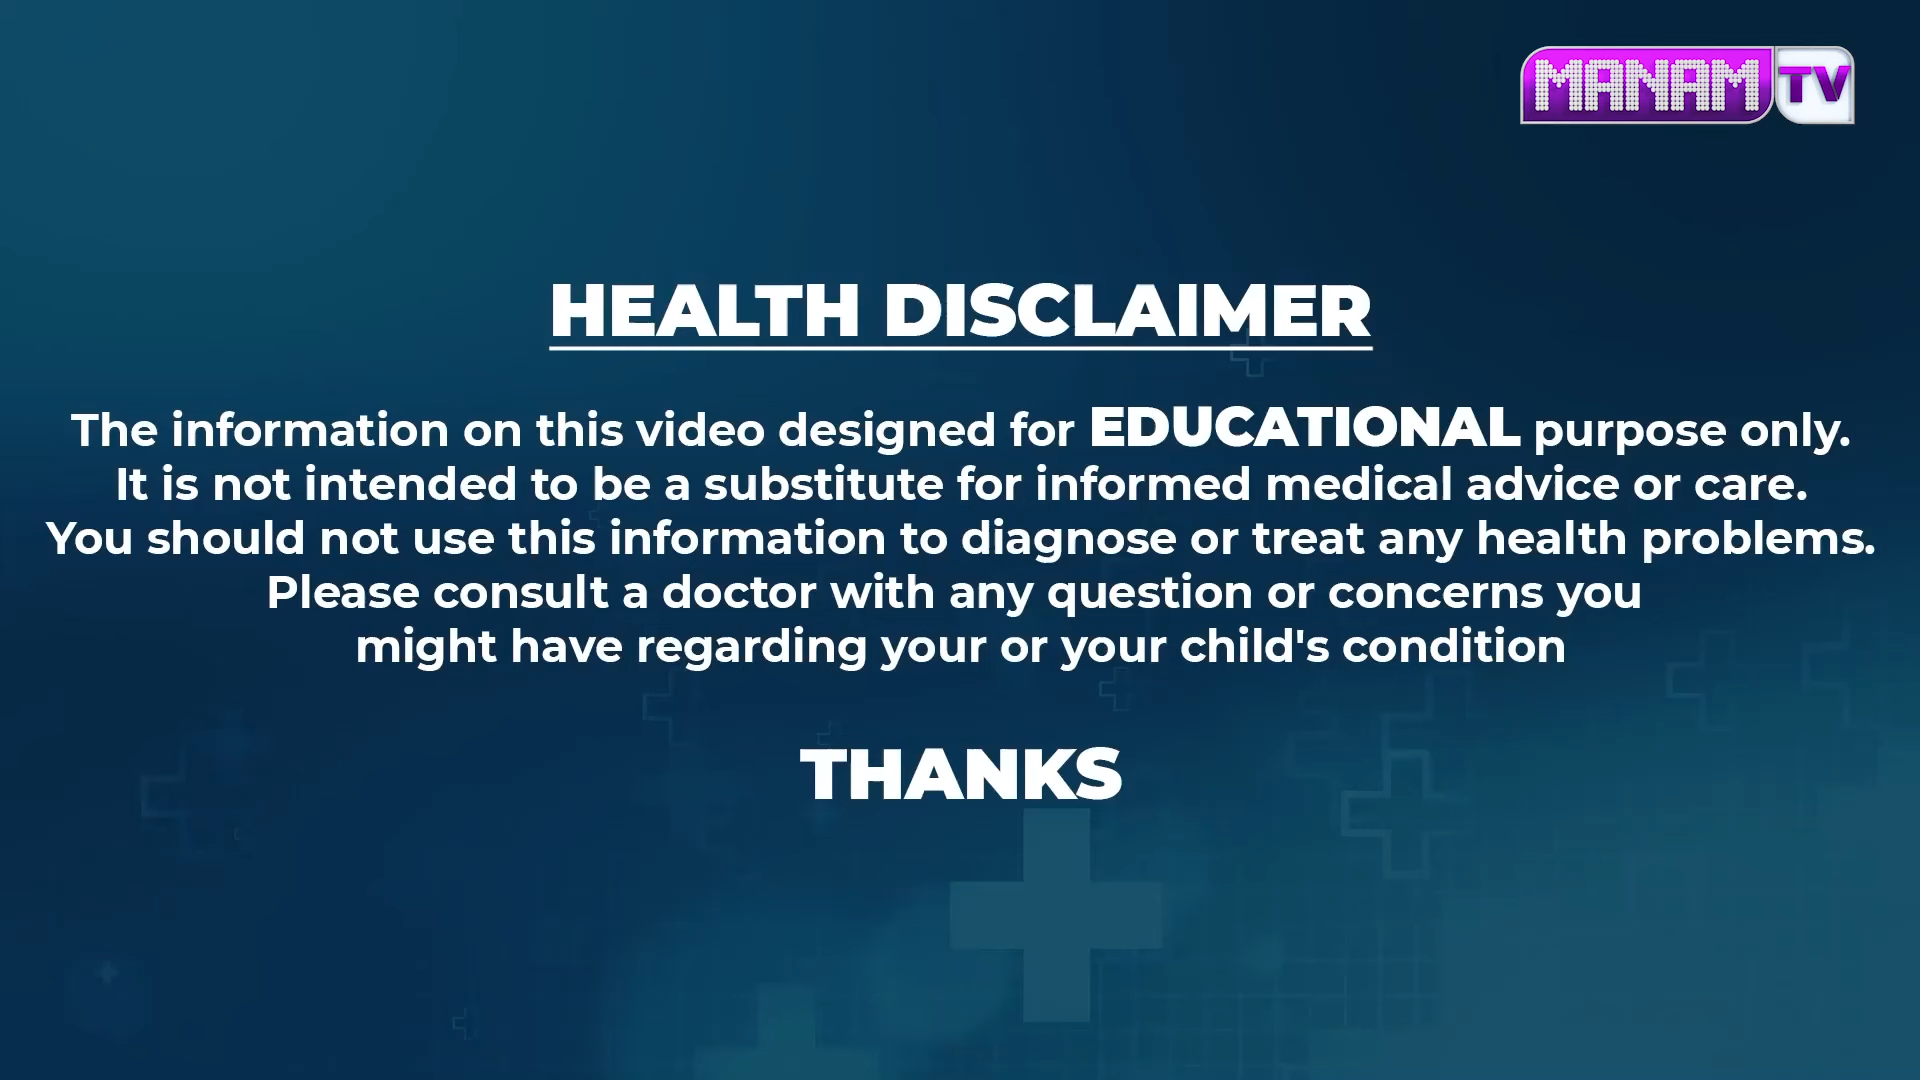 MANAM TV
HEALTH DISCLAIMER
The information on this video designed for EDUCATIONAL purpose only.
It is not intended to be a substitute for informed medical advice or care.
You should not use this information to diagnose or treat any health problems.
Please consult a doctor with any question or concerns you
might have regarding your or your child's condition
THANKS